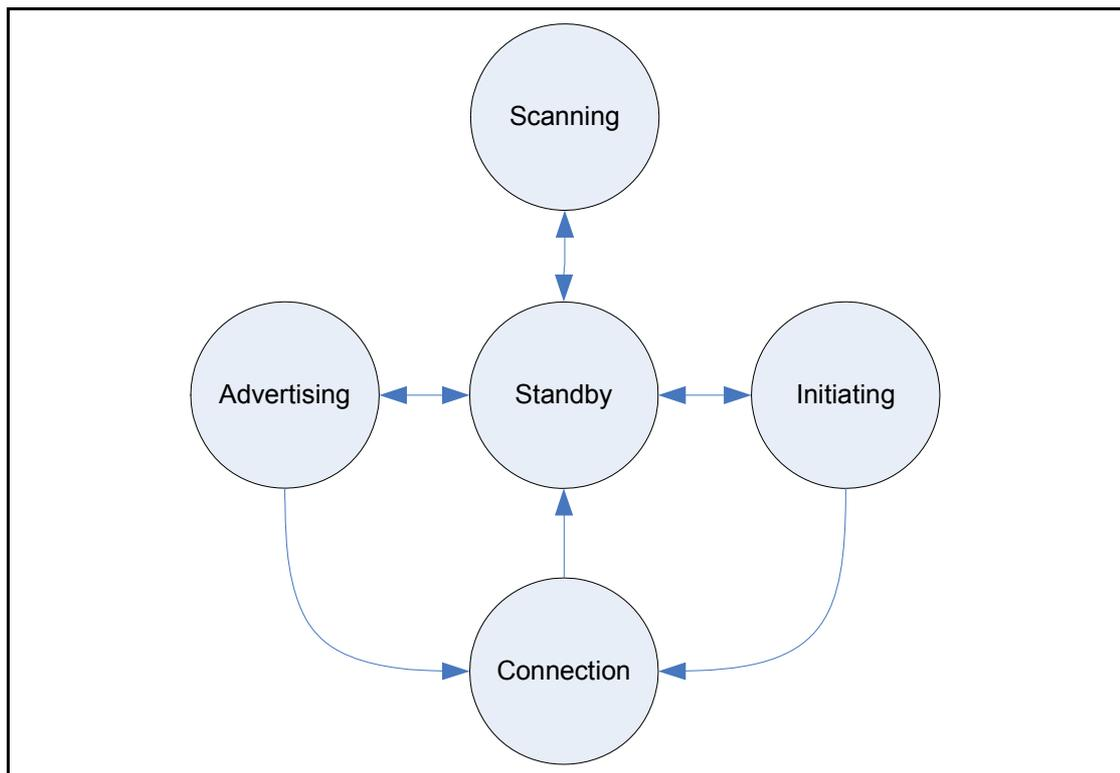 Scanning
Advertising
Standby
Initiating
Connection